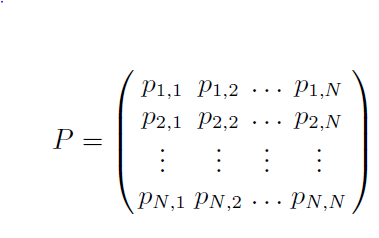 p1,1 p1,2 … p1,N
p2,1 p2,2 … p2,N
P =
⋮ ⋮ ⋮ ⋮
pN,1 pN,2 … pN,N